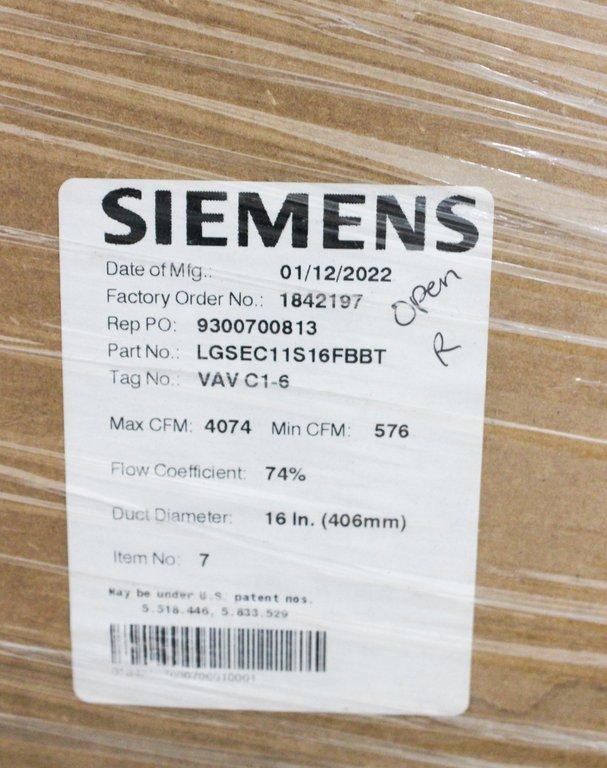 SIEMENS
Date of Mfg.: 01/12/2022
Factory Order No.: 1842197
Open
Rep PO: 9300700813
R
Part No.: LGSEC11S16FBBT
Tag No.: VAV C1-6
Max CFM: 4074 Min CFM: 576
Flow Coefficient: 74%
Duct Diameter: 16 In. (406mm)
Item No: 7
May be under U.S. patent nos.
5.518.446, 5.833.529